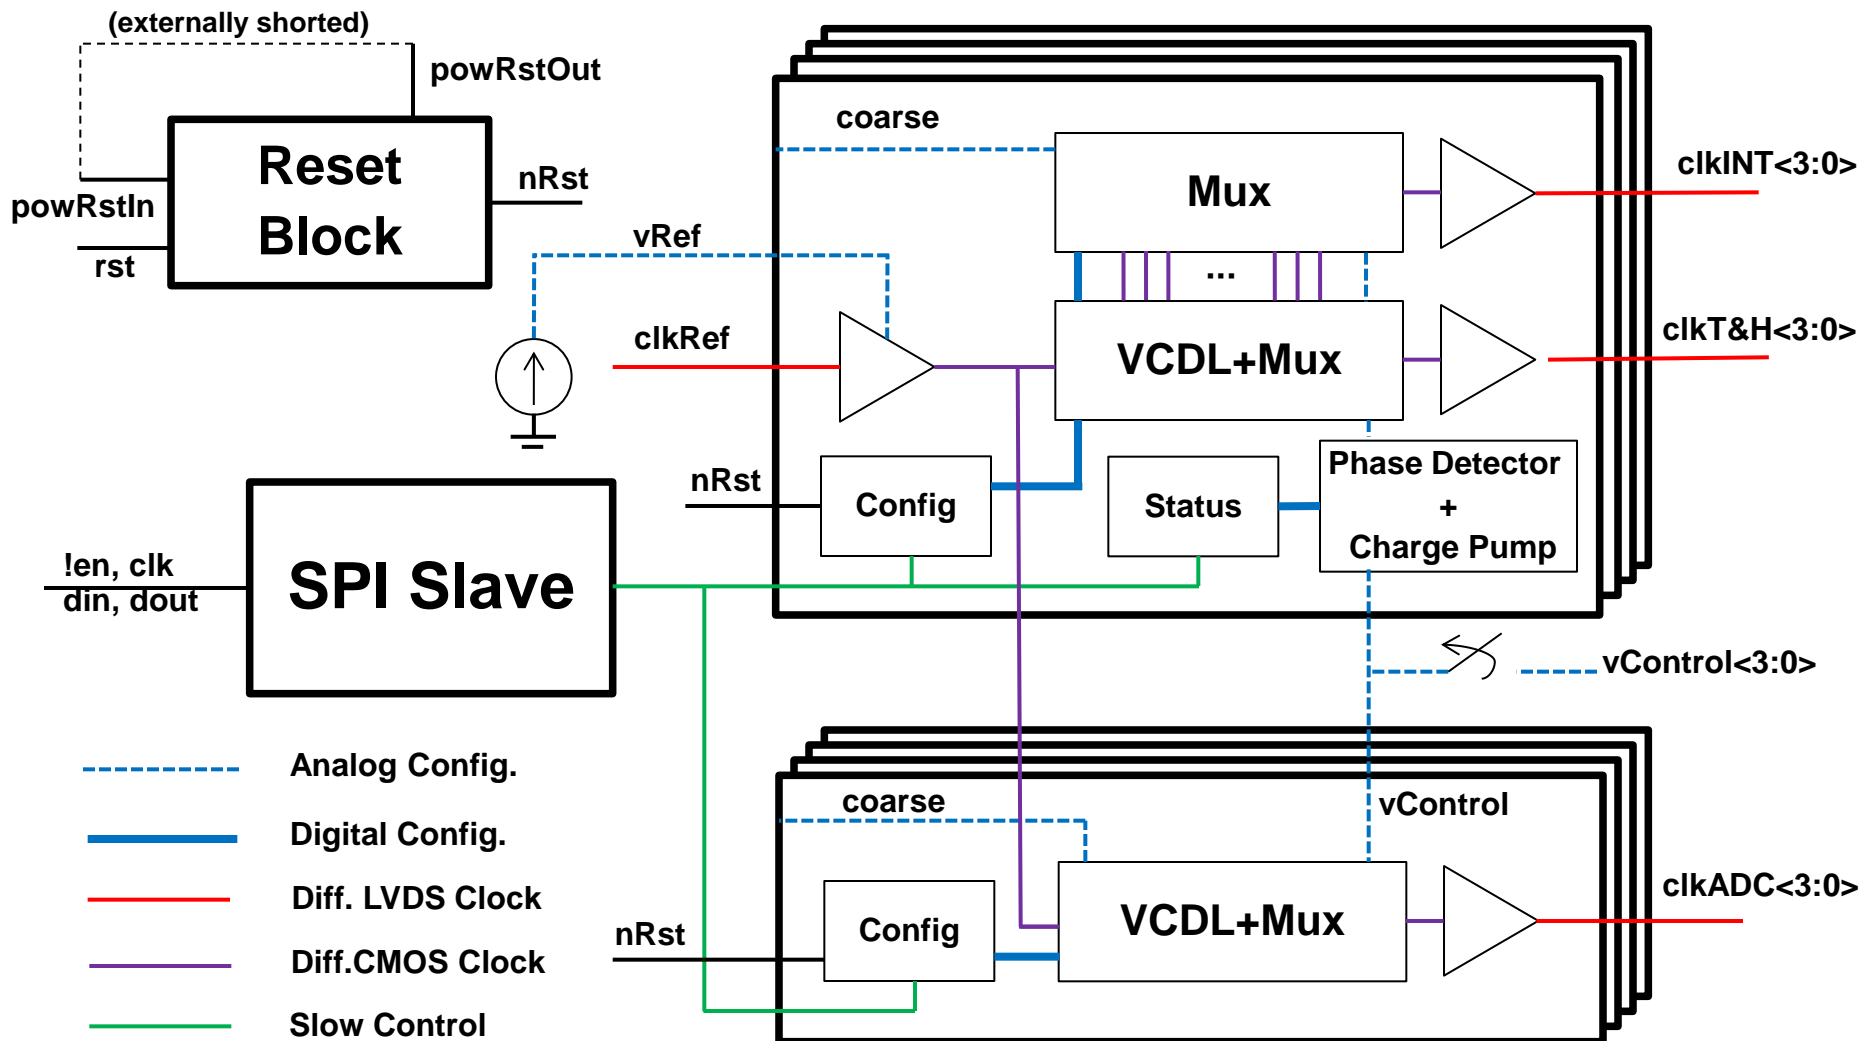 (externally shorted)
powRstOut
Reset
Block
nRst
powRstIn
rst
vRef
clkRef
coarse
Mux
...
VCDL+Mux
clkINT<3:0>
clkT&H<3:0>
nRst
Config
Status
Phase Detector
+
Charge Pump
!en, clk
din, dout
SPI Slave
vControl<3:0>
Analog Config.
Digital Config.
Diff. LVDS Clock
Diff.CMOS Clock
Slow Control
coarse
vControl
nRst
Config
VCDL+Mux
clkADC<3:0>